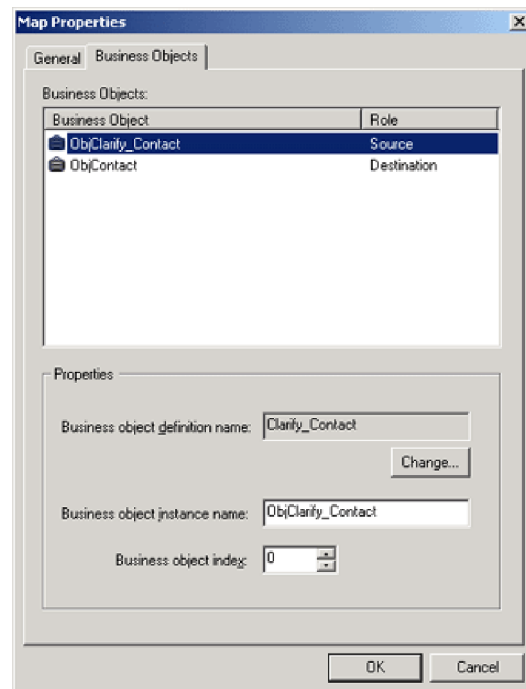 Map Properties
General Business Objects
Business Objects:
Business Object Role
ObjClarify_Contact Source
ObjContact Destination
Properties
Business object definition name: Clarify_Contact
Change...
Business object instance name: ObjClarify_Contact
Business object index: 0
OK Cancel